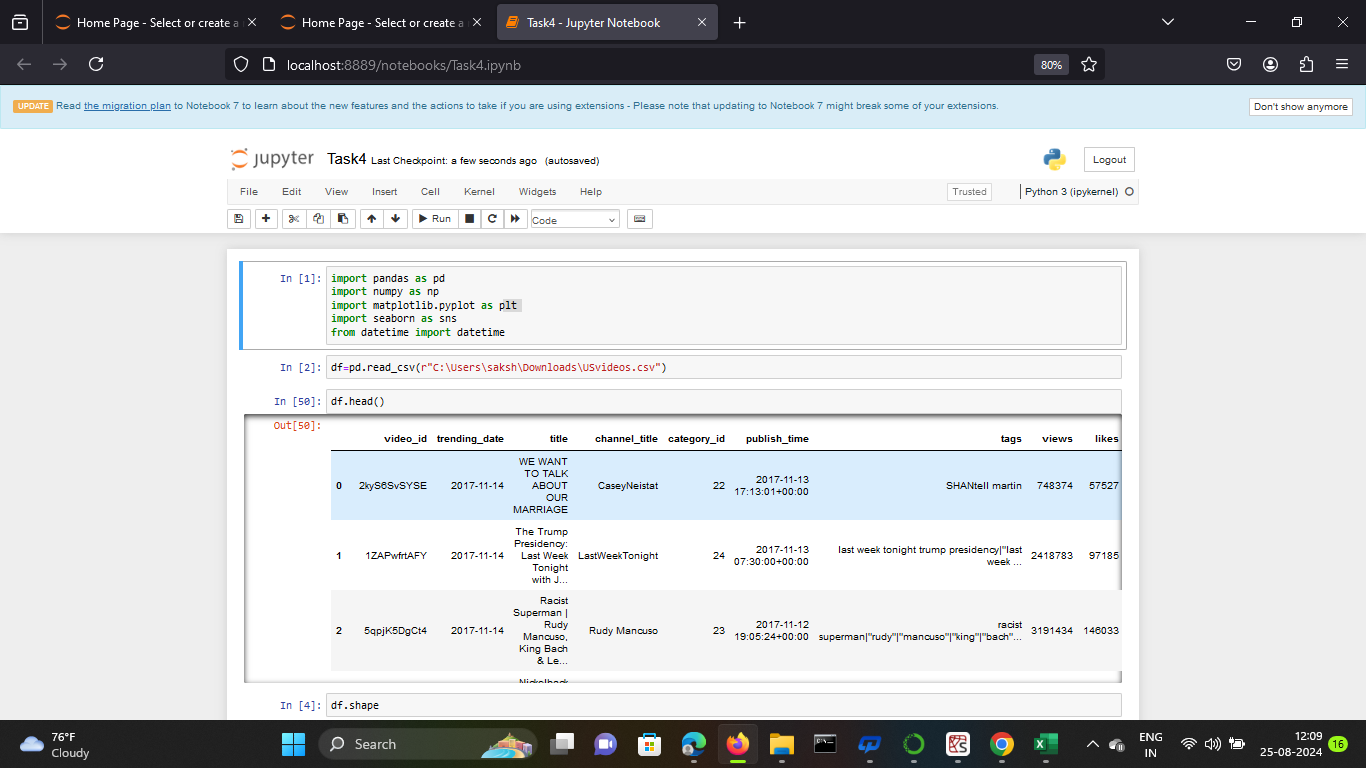 Home Page - Select or create a
Home Page - Select or create a
Task4 - Jupyter Notebook
localhost:8889/notebooks/Task4.ipynb
80%
UPDATE Read the migration plan to Notebook 7 to learn about the new features and the actions to take if you are using extensions - Please note that updating to Notebook 7 might break some of your extensions.
Don't show anymore
jupyter Task4 Last Checkpoint: a few seconds ago (autosaved)
Logout
File Edit View Insert Cell Kernel Widgets Help
Trusted
Python 3 (ipykernel)
Run
Code
In [1]: import pandas as pd
import numpy as np
import matplotlib.pyplot as plt
import seaborn as sns
from datetime import datetime
In [2]: df=pd.read_csv(r"C:\Users\saksh\Downloads\USvideos.csv")
In [50]: df.head()
Out[50]:
video_id trending_date title channel_title category_id publish_time tags views likes
0 2kyS6SvSYSE 2017-11-14 WE WANT TO TALK ABOUT OUR MARRIAGE CaseyNeistat 22 2017-11-13 17:13:01+00:00 SHANtell martin 748374 57527
1 1ZAPwfrtAFY 2017-11-14 The Trump Presidency: Last Week Tonight with J... LastWeekTonight 24 2017-11-13 07:30:00+00:00 last week tonight trump presidency|"last week ... 2418783 97185
2 5qpjK5DgCt4 2017-11-14 Racist Superman | Rudy Mancuso, King Bach & Le... Rudy Mancuso 23 2017-11-12 19:05:24+00:00 racist superman|"rudy"|"mancuso"|"king"|"bach"... 3191434 146033
Nickelback
In [4]: df.shape
76°F
Cloudy
Search
ENG
IN
12:09
25-08-2024
16